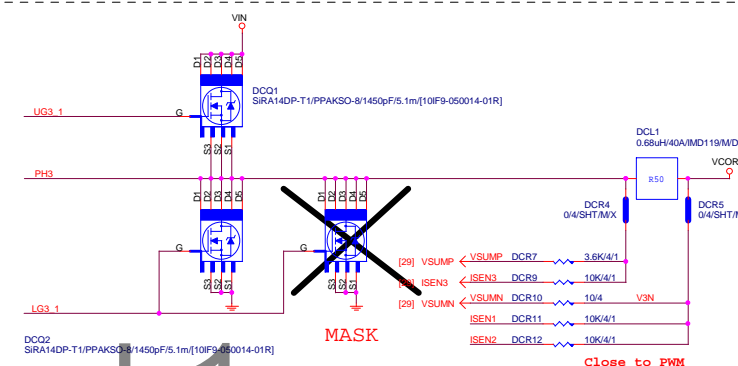 VIN
D1 D2 D3 D4 D5
DCQ1
SiRA14DP-T1/PPAKSO-8/1450pF/5.1m/[10IF9-050014-01R]
UG3_1
G
S3 S2 S1
DCL1
0.68uH/40A/IMD119/M/D
VCOR
PH3
R50
D1 D2 D3 D4 D5
D1 D2 D3 D4 D5
DCR4
0/4/SHT/M/X
DCR5
0/4/SHT/M
G
G
[29] VSUMP VSUMP DCR7 3.6K/4/1
ISEN3 DCR9 10K/4/1
[29] VSUMN VSUMN DCR10 10/4 V3N
S3 S2 S1
S3 S2 S1
LG3_1
ISEN1 DCR11 10K/4/1
MASK
ISEN2 DCR12 10K/4/1
DCQ2
SiRA14DP-T1/PPAKSO-8/1450pF/5.1m/[10IF9-050014-01R]
Close to PWM